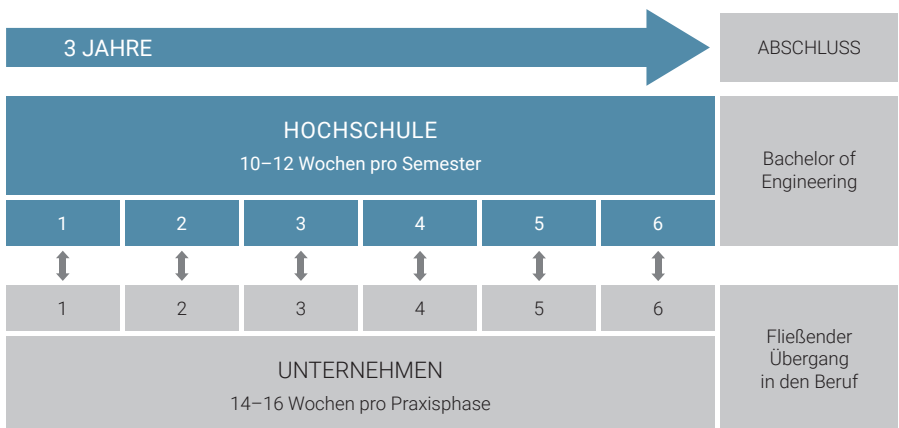 3 JAHRE
ABSCHLUSS
HOCHSCHULE
10–12 Wochen pro Semester
Bachelor of
Engineering
1 2 3 4 5 6
1 2 3 4 5 6
UNTERNEHMEN
14–16 Wochen pro Praxisphase
Fließender
Übergang
in den Beruf